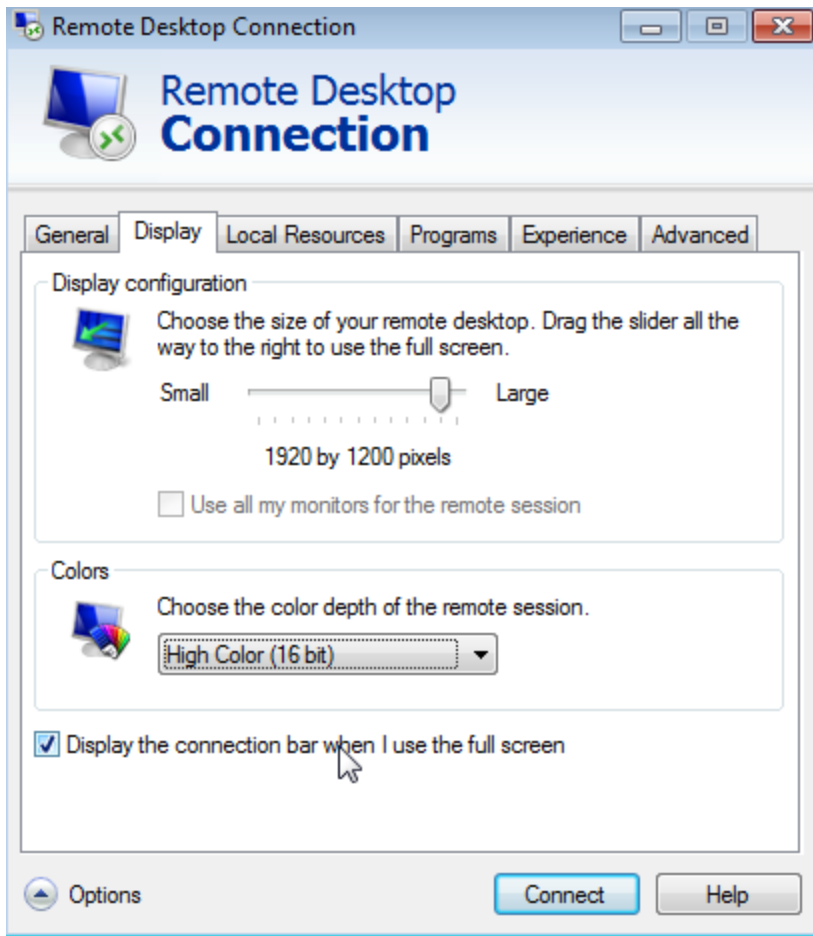 Remote Desktop Connection
Remote Desktop
Connection
General Display Local Resources Programs Experience Advanced
Display configuration
Choose the size of your remote desktop. Drag the slider all the
way to the right to use the full screen.
Small Large
1920 by 1200 pixels
Use all my monitors for the remote session
Colors
Choose the color depth of the remote session.
High Color (16 bit)
Display the connection bar when I use the full screen
Options Connect Help